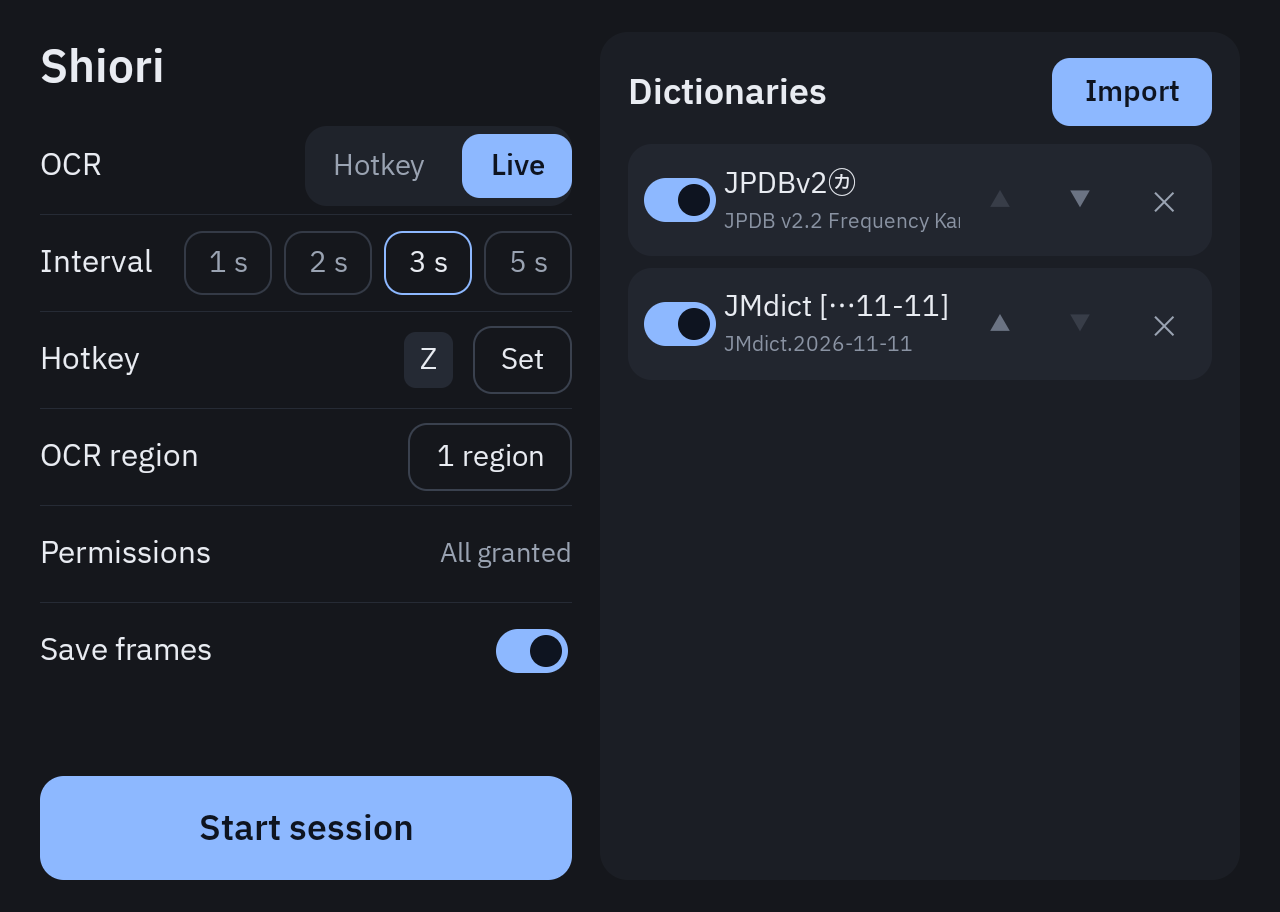 Shiori
OCR
Hotkey
Live
Interval
1 s
2 s
3 s
5 s
Hotkey
Z
Set
OCR region
1 region
Permissions
All granted
Save frames
Start session
Dictionaries
Import
JPDBv2㋕
JPDB v2.2 Frequency
JMdict [⋯11-11]
JMdict.2026-11-11